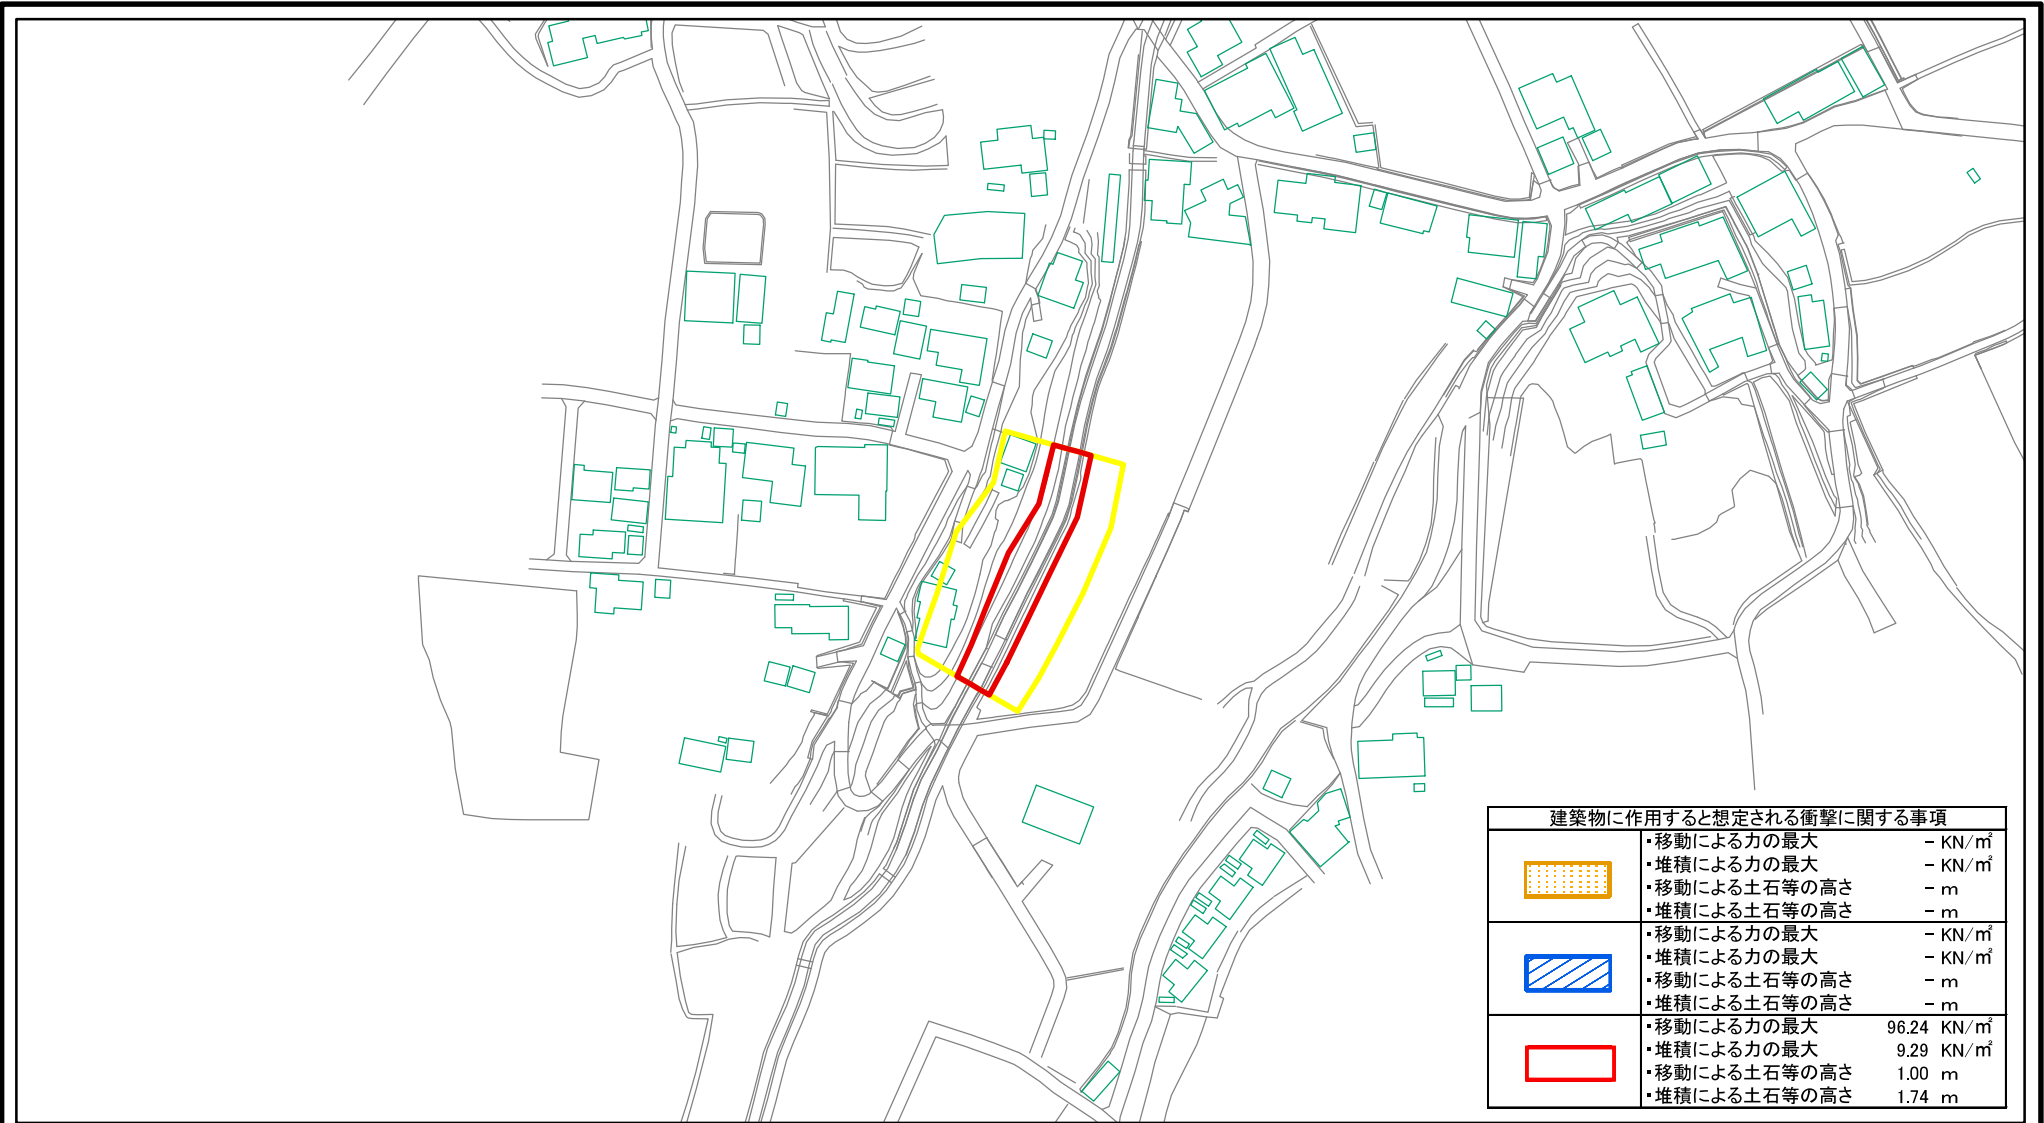 建築物に作用すると想定される衝撃に関する事項
・移動による力の最大 － KN/㎡
・堆積による力の最大 － KN/㎡
・移動による土石等の高さ － m
・堆積による土石等の高さ － m
・移動による力の最大 － KN/㎡
・堆積による力の最大 － KN/㎡
・移動による土石等の高さ － m
・堆積による土石等の高さ － m
・移動による力の最大 96.24 KN/㎡
・堆積による力の最大 9.29 KN/㎡
・移動による土石等の高さ 1.00 m
・堆積による土石等の高さ 1.74 m